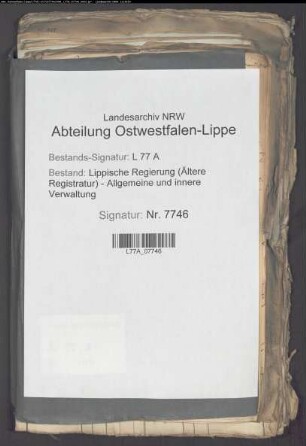 Landesarchiv NRW
Abteilung Ostwestfalen-Lippe
Bestands-Signatur: L 77 A
Bestand: Lippische Regierung (Ältere
Registratur) - Allgemeine und innere
Verwaltung
Signatur: Nr. 7746
L77A_07746